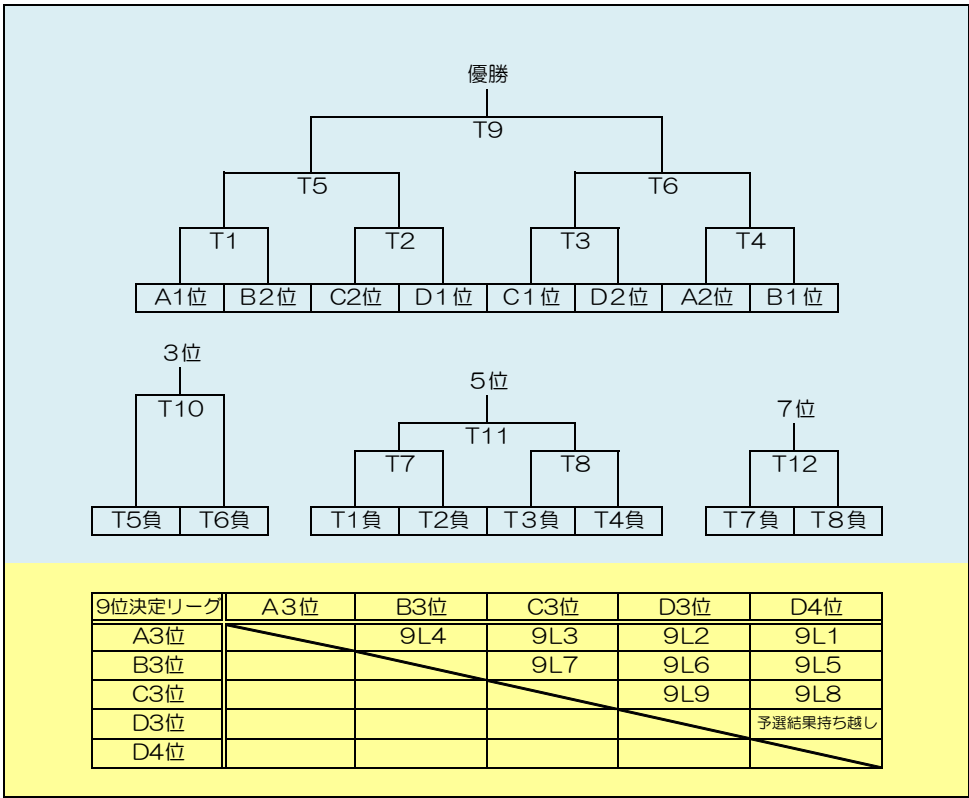 優勝
T9
T5 T6
T1 T2 T3 T4
A1位 B2位 C2位 D1位 C1位 D2位 A2位 B1位
3位
5位
T10 7位
T11
T7 T8 T12
T5負 T6負 T1負 T2負 T3負 T4負 T7負 T8負
9位決定リーグ A3位 B3位 C3位 D3位 D4位
A3位 9L4 9L3 9L2 9L1
B3位 9L7 9L6 9L5
C3位 9L9 9L8
D3位 予選結果持ち越し
D4位